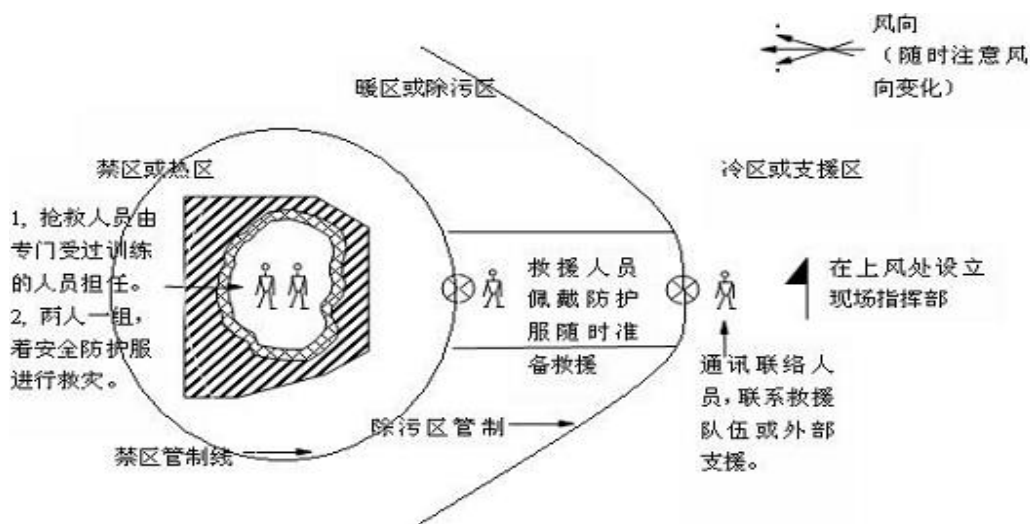 风向
（随时注意风
向变化）
暖区或除污区
禁区或热区
冷区或支援区
1, 抢救人员由
专门受过训练
的人员担任。
2, 两人一组，
着安全防护服
进行救灾。
救援人员
佩戴防护
服随时准
备救援
在上风处设立
现场指挥部
通讯联络人
员，联系救援
队伍或外部
支援。
除污区管制
禁区管制线